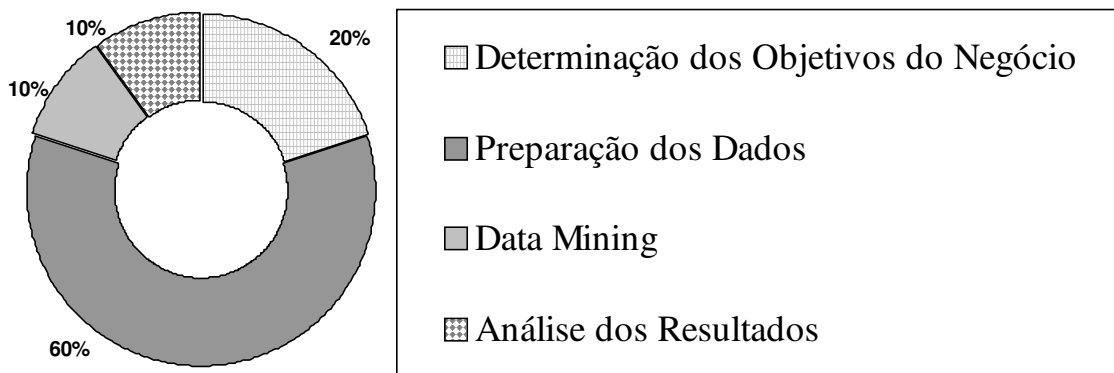 10%
20%
10%
60%
Determinação dos Objetivos do Negócio
Preparação dos Dados
Data Mining
Análise dos Resultados